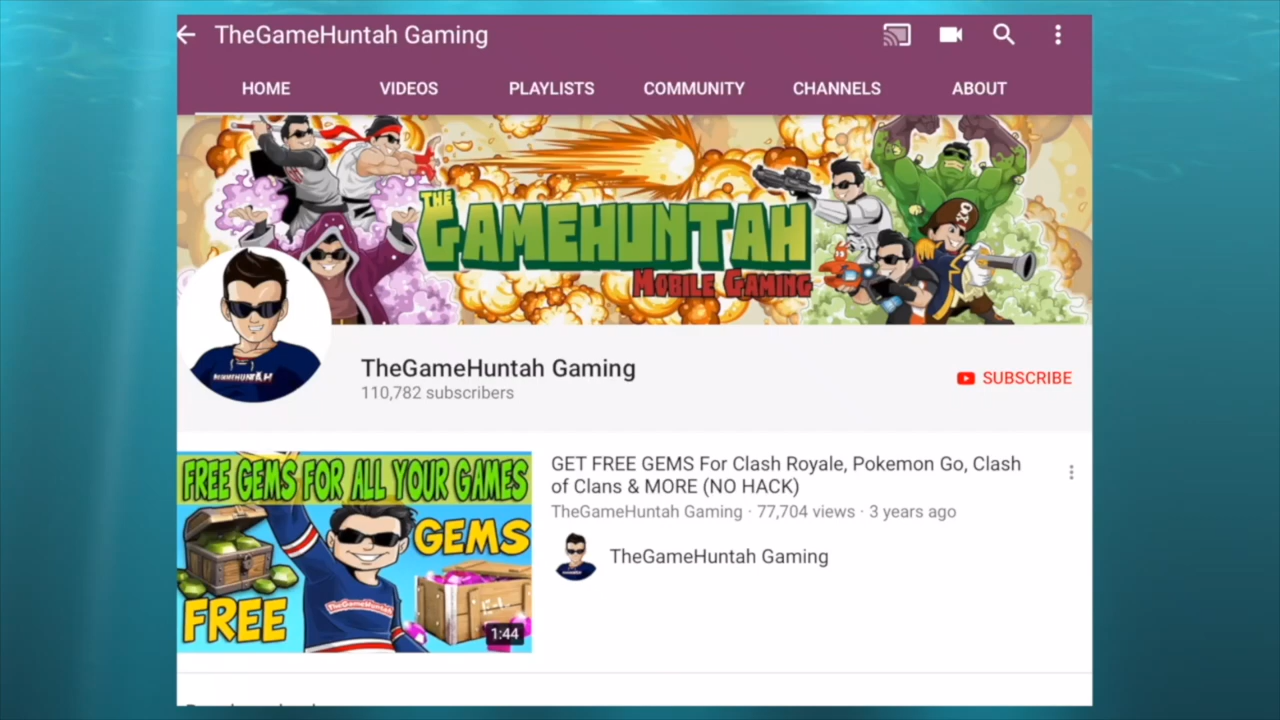 TheGameHuntah Gaming
HOME VIDEOS PLAYLISTS COMMUNITY CHANNELS ABOUT
THE
GAMEHUNTAH
MOBILE GAMING
TheGameHuntah Gaming
110,782 subscribers
SUBSCRIBE
FREE GEMS FOR ALL YOUR GAMES
GEMS
FREE
TheGameHuntah
1:44
GET FREE GEMS For Clash Royale, Pokemon Go, Clash
of Clans & MORE (NO HACK)
TheGameHuntah Gaming · 77,704 views · 3 years ago
TheGameHuntah Gaming